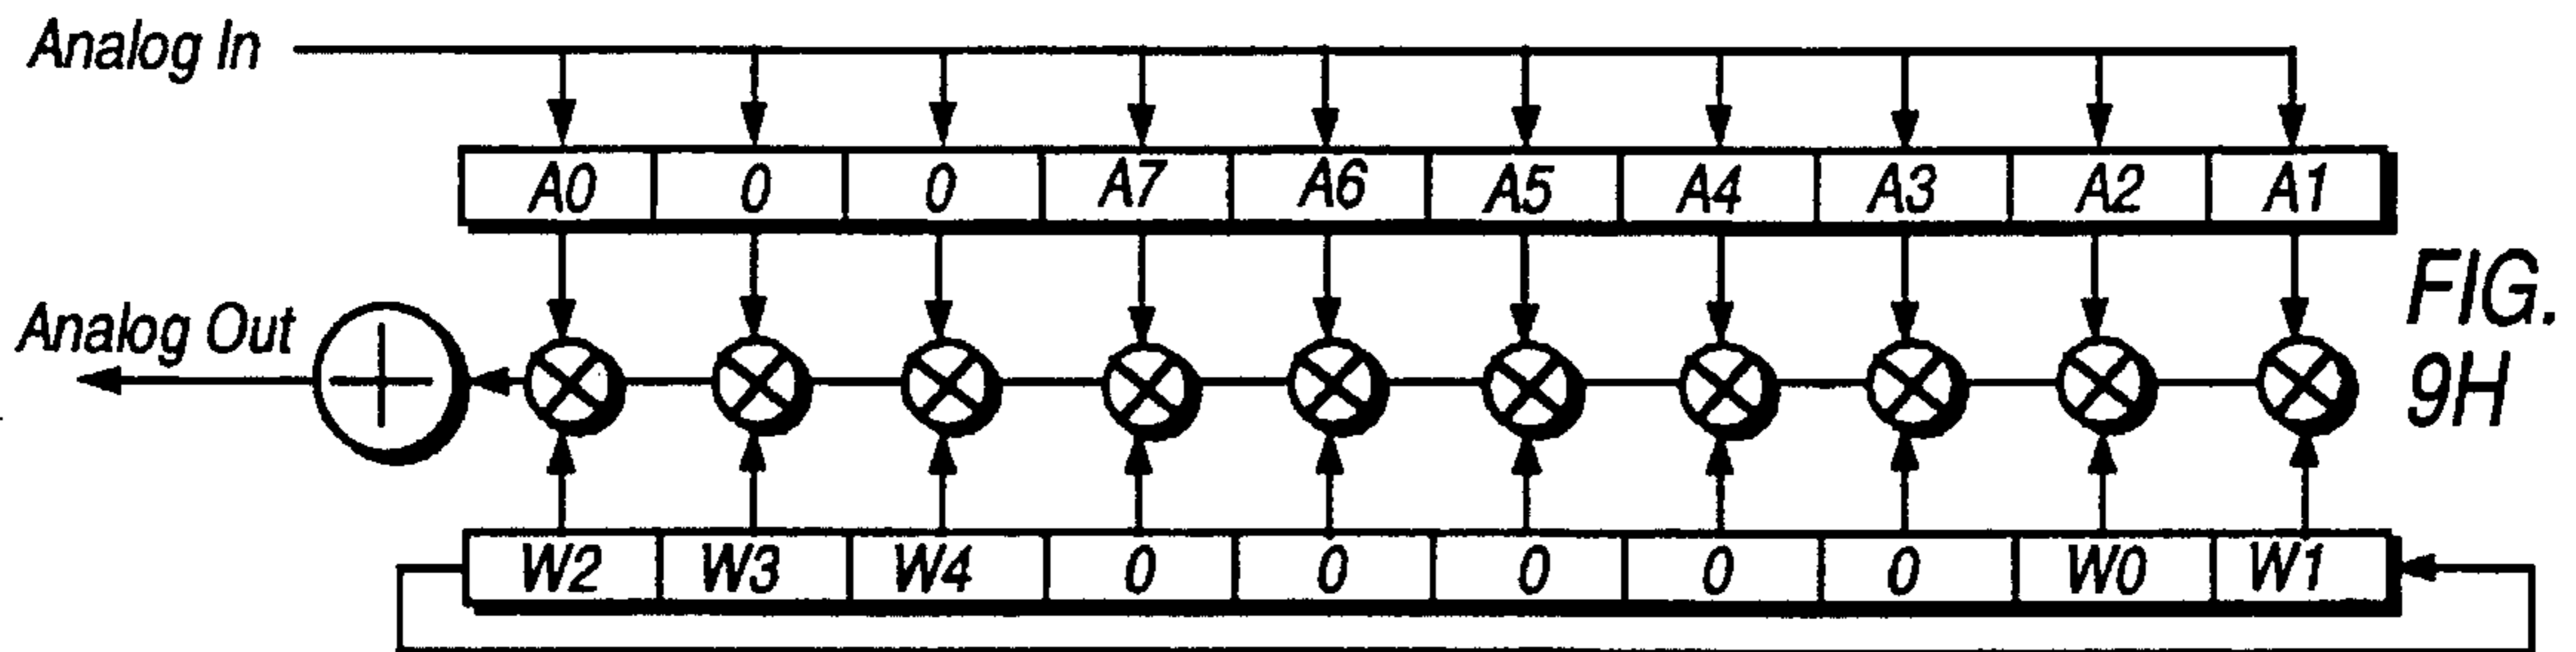 Analog In
A0 0 0 A7 A6 A5 A4 A3 A2 A1
Analog Out
FIG.
9H
W2 W3 W4 0 0 0 0 0 W0 W1